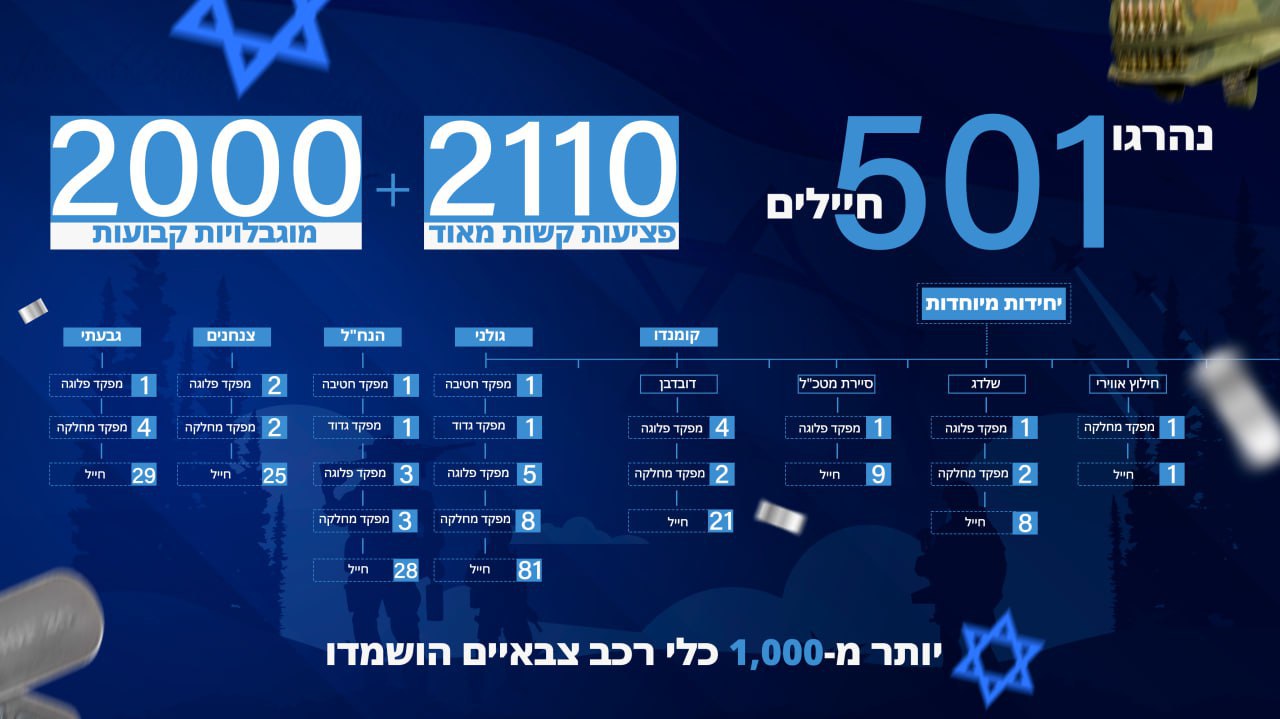 נהרגו
501
חיילים
2110
פציעות קשות מאוד
+
2000
מוגבלויות קבועות
יחידות מיוחדות
חילוץ אווירי
1 מפקד מחלקה
1 חייל
שלדג
1 מפקד פלוגה
2 מפקד מחלקה
8 חייל
סיירת מטכ"ל
1 מפקד פלוגה
9 חייל
קומנדו
דובדבן
4 מפקד פלוגה
2 מפקד מחלקה
21 חייל
גולני
1 מפקד חטיבה
1 מפקד גדוד
5 מפקד פלוגה
8 מפקד מחלקה
81 חייל
הנח"ל
1 מפקד חטיבה
1 מפקד גדוד
3 מפקד פלוגה
3 מפקד מחלקה
28 חייל
צנחנים
2 מפקד פלוגה
2 מפקד מחלקה
25 חייל
גבעתי
1 מפקד פלוגה
4 מפקד מחלקה
29 חייל
יותר מ-1,000 כלי רכב צבאיים הושמדו